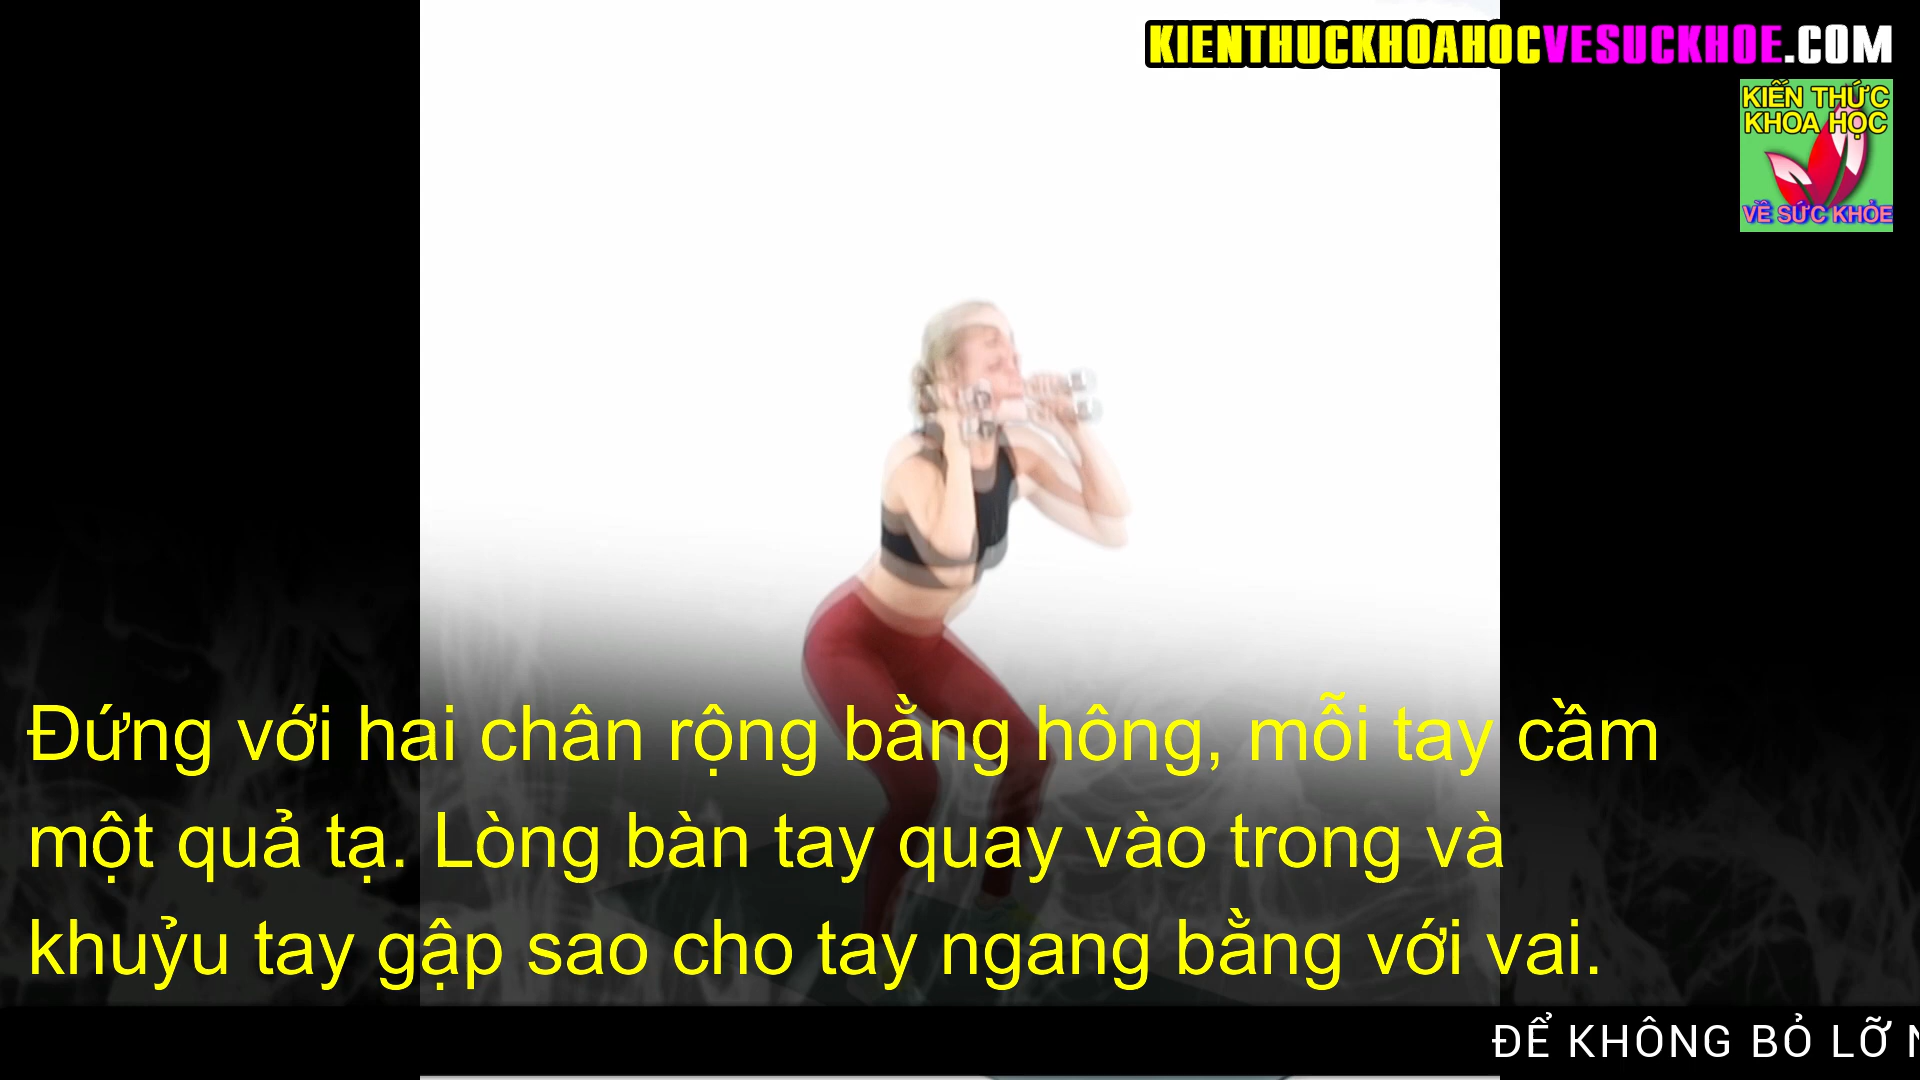 KIENTHUCKHOAHOCVESUCKHOE.COM
KIẾN THỨC
KHOA HỌC
VỀ SỨC KHỎE
Đứng với hai chân rộng bằng hông, mỗi tay cầm
một quả tạ. Lòng bàn tay quay vào trong và
khuỷu tay gập sao cho tay ngang bằng với vai.
ĐỂ KHÔNG BỎ LỠ